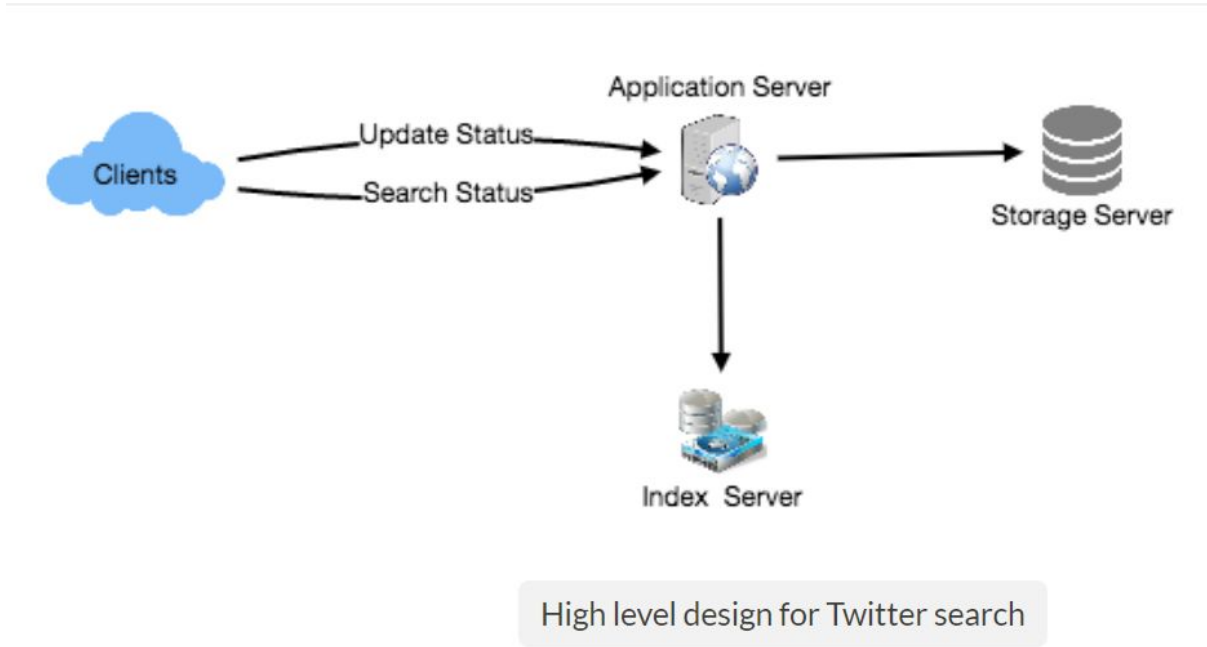 Application Server
Update Status
Clients
Search Status
Storage Server
Index Server
High level design for Twitter search